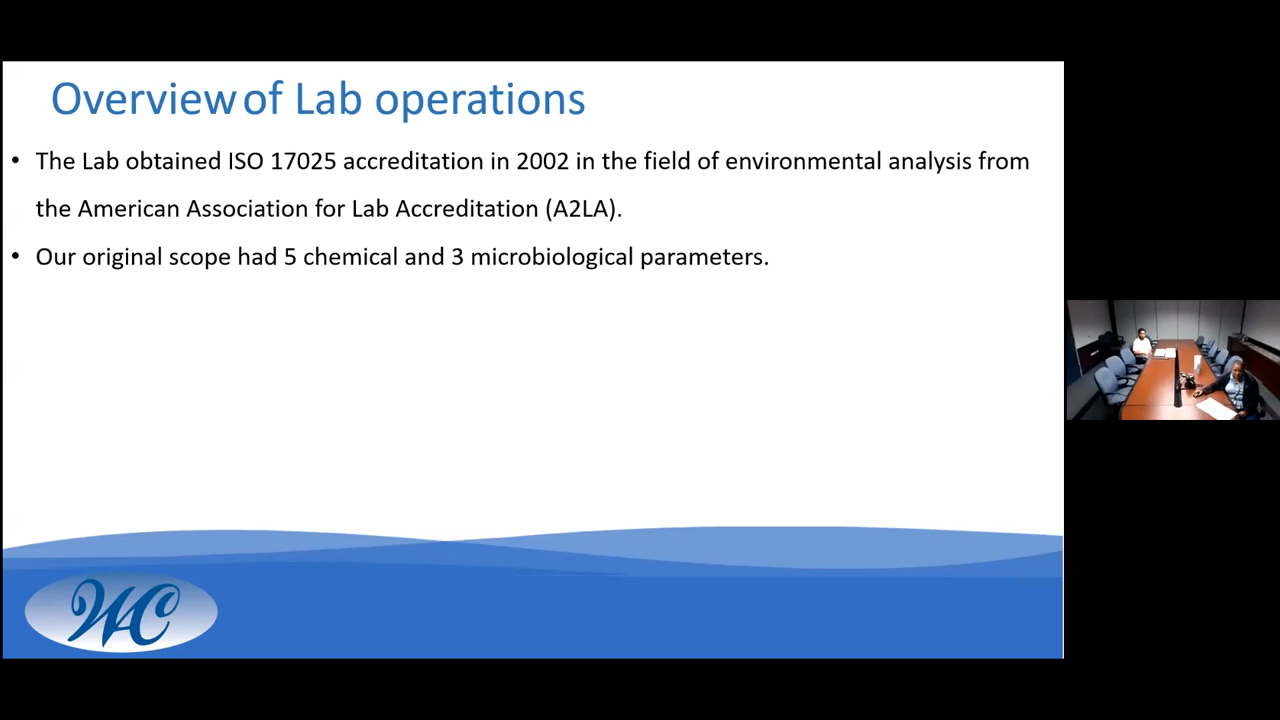 Overview of Lab operations
• The Lab obtained ISO 17025 accreditation in 2002 in the field of environmental analysis from
the American Association for Lab Accreditation (A2LA).
• Our original scope had 5 chemical and 3 microbiological parameters.
WC